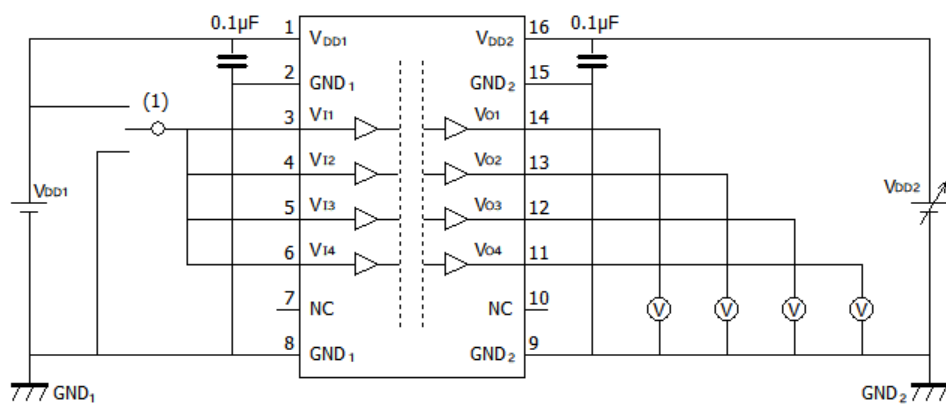 0.1μF 1 16 0.1μF
VDD1 VDD2
2 15
GND1 GND2
(1)
3 VI1 VO1 14
4 VI2 VO2 13
VDD1 VDD2
5 VI3 VO3 12
6 VI4 VO4 11
7 NC NC 10
V V V V
8 GND1 GND2 9
GND1 GND2